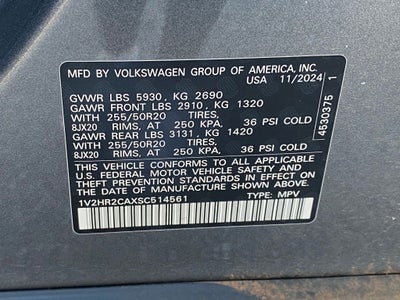 MFD. BY VOLKSWAGEN GROUP OF AMERICA, INC.
USA 11/2024
GVWR LBS 5930, KG 2690
GAWR FRONT LBS 2910, KG 1320
WITH 255/50R20 TIRES,
8JX20 RIMS, AT 250 KPA, 36 PSI COLD
GAWR REAR LBS 3131, KG 1420
WITH 255/50R20 TIRES,
8JX20 RIMS, AT 250 KPA, 36 PSI COLD
THIS VEHICLE CONFORMS TO ALL APPLICABLE
U.S. FEDERAL MOTOR VEHICLE SAFETY
AND THEFT PREVENTION STANDARDS IN EFFECT ON THE
DATE OF MANUFACTURE SHOWN ABOVE.
1V2HR2CAXSC514561 TYPE: MPV
4530375 1